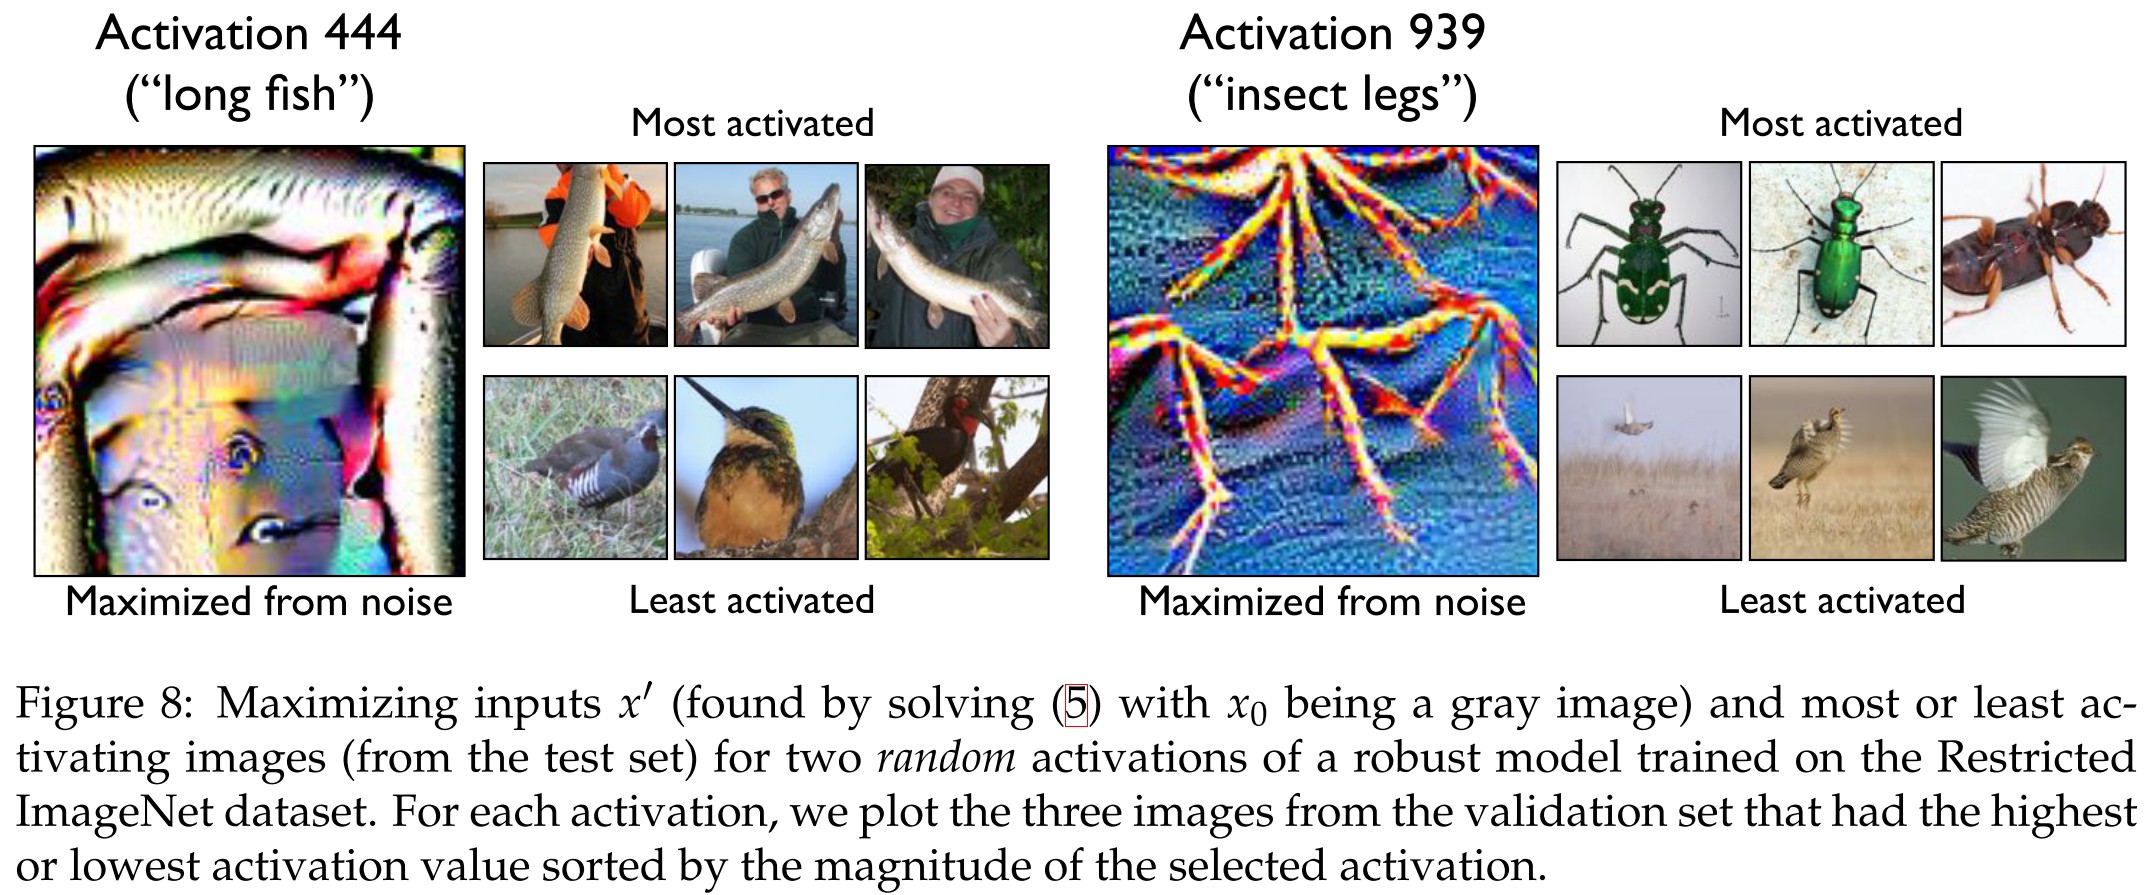 Activation 444
(“long fish”)
Most activated
Maximized from noise
Least activated
Activation 939
(“insect legs”)
Most activated
Maximized from noise
Least activated
Figure 8: Maximizing inputs x′ (found by solving (5) with x₀ being a gray image) and most or least ac-
tivating images (from the test set) for two random activations of a robust model trained on the Restricted
ImageNet dataset. For each activation, we plot the three images from the validation set that had the highest
or lowest activation value sorted by the magnitude of the selected activation.